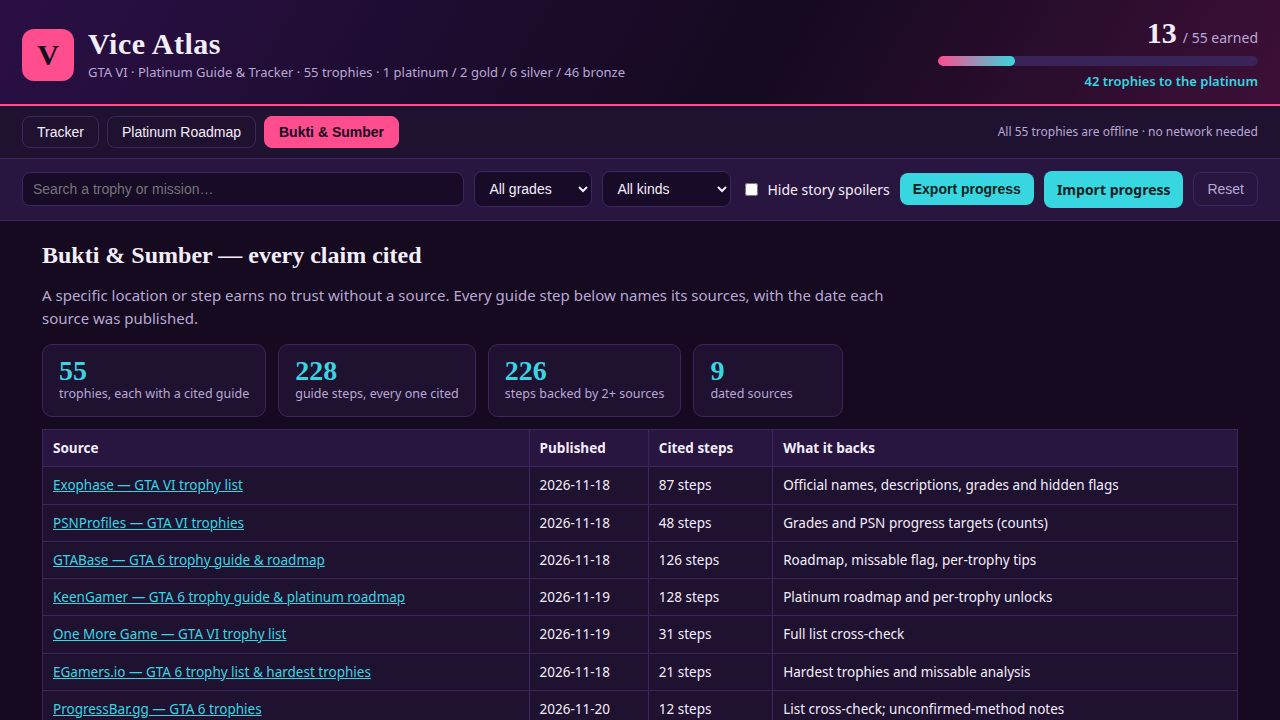 V
Vice Atlas
GTA VI · Platinum Guide & Tracker · 55 trophies · 1 platinum / 2 gold / 6 silver / 46 bronze
13 / 55 earned
42 trophies to the platinum
Tracker
Platinum Roadmap
Bukti & Sumber
All 55 trophies are offline · no network needed
Search a trophy or mission…
All grades
All kinds
Hide story spoilers
Export progress
Import progress
Reset
Bukti & Sumber — every claim cited
A specific location or step earns no trust without a source. Every guide step below names its sources, with the date each
source was published.
55
trophies, each with a cited guide
228
guide steps, every one cited
226
steps backed by 2+ sources
9
dated sources
Source Published Cited steps What it backs
Exophase — GTA VI trophy list 2026-11-18 87 steps Official names, descriptions, grades and hidden flags
PSNProfiles — GTA VI trophies 2026-11-18 48 steps Grades and PSN progress targets (counts)
GTABase — GTA 6 trophy guide & roadmap 2026-11-18 126 steps Roadmap, missable flag, per-trophy tips
KeenGamer — GTA 6 trophy guide & platinum roadmap 2026-11-19 128 steps Platinum roadmap and per-trophy unlocks
One More Game — GTA VI trophy list 2026-11-19 31 steps Full list cross-check
EGamers.io — GTA 6 trophy list & hardest trophies 2026-11-18 21 steps Hardest trophies and missable analysis
ProgressBar.gg — GTA 6 trophies 2026-11-20 12 steps List cross-check; unconfirmed-method notes